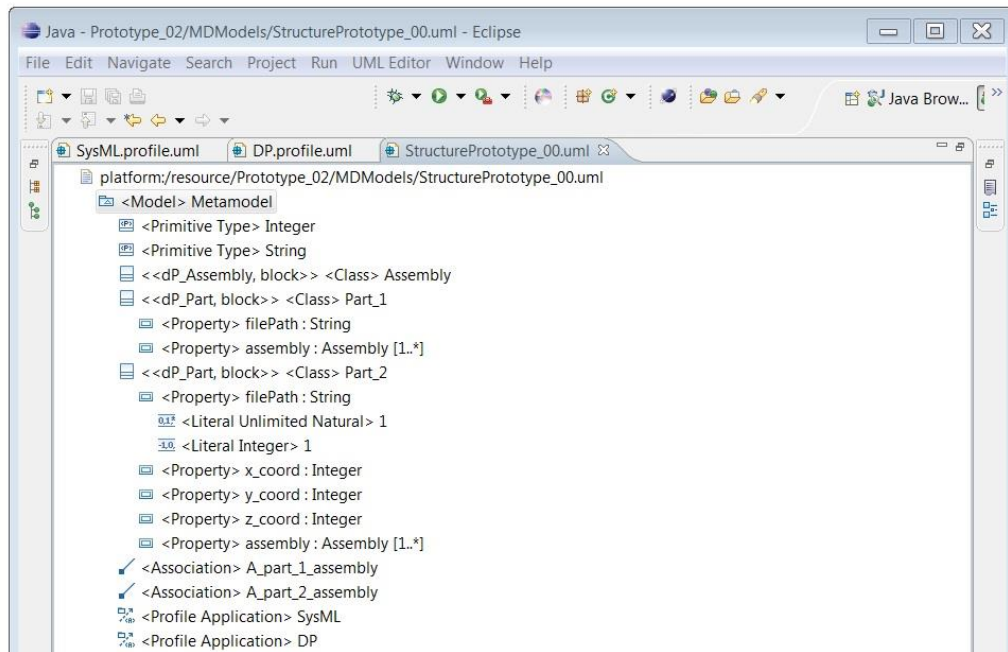 Java - Prototype_02/MDModels/StructurePrototype_00.uml - Eclipse
File Edit Navigate Search Project Run UML Editor Window Help
Java Brow...
SysML.profile.uml DP.profile.uml StructurePrototype_00.uml
platform:/resource/Prototype_02/MDModels/StructurePrototype_00.uml
<Model> Metamodel
<Primitive Type> Integer
<Primitive Type> String
<<dP_Assembly, block>> <Class> Assembly
<<dP_Part, block>> <Class> Part_1
<Property> filePath : String
<Property> assembly : Assembly [1..*]
<<dP_Part, block>> <Class> Part_2
<Property> filePath : String
<Literal Unlimited Natural> 1
<Literal Integer> 1
<Property> x_coord : Integer
<Property> y_coord : Integer
<Property> z_coord : Integer
<Property> assembly : Assembly [1..*]
<Association> A_part_1_assembly
<Association> A_part_2_assembly
<Profile Application> SysML
<Profile Application> DP